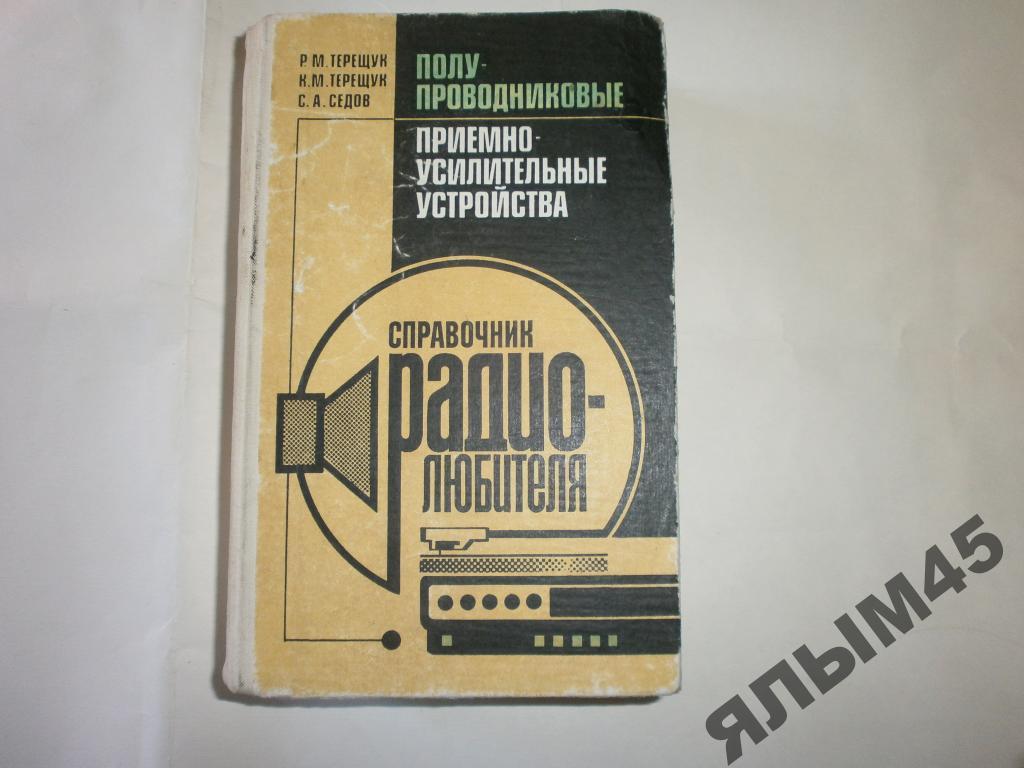 Р. М. ТЕРЕЩУК
К. М. ТЕРЕЩУК
С. А. СЕДОВ
ПОЛУ-
ПРОВОДНИКОВЫЕ
ПРИЕМНО-
УСИЛИТЕЛЬНЫЕ
УСТРОЙСТВА
СПРАВОЧНИК
РАДИО-
ЛЮБИТЕЛЯ
ЯЛЫМ45